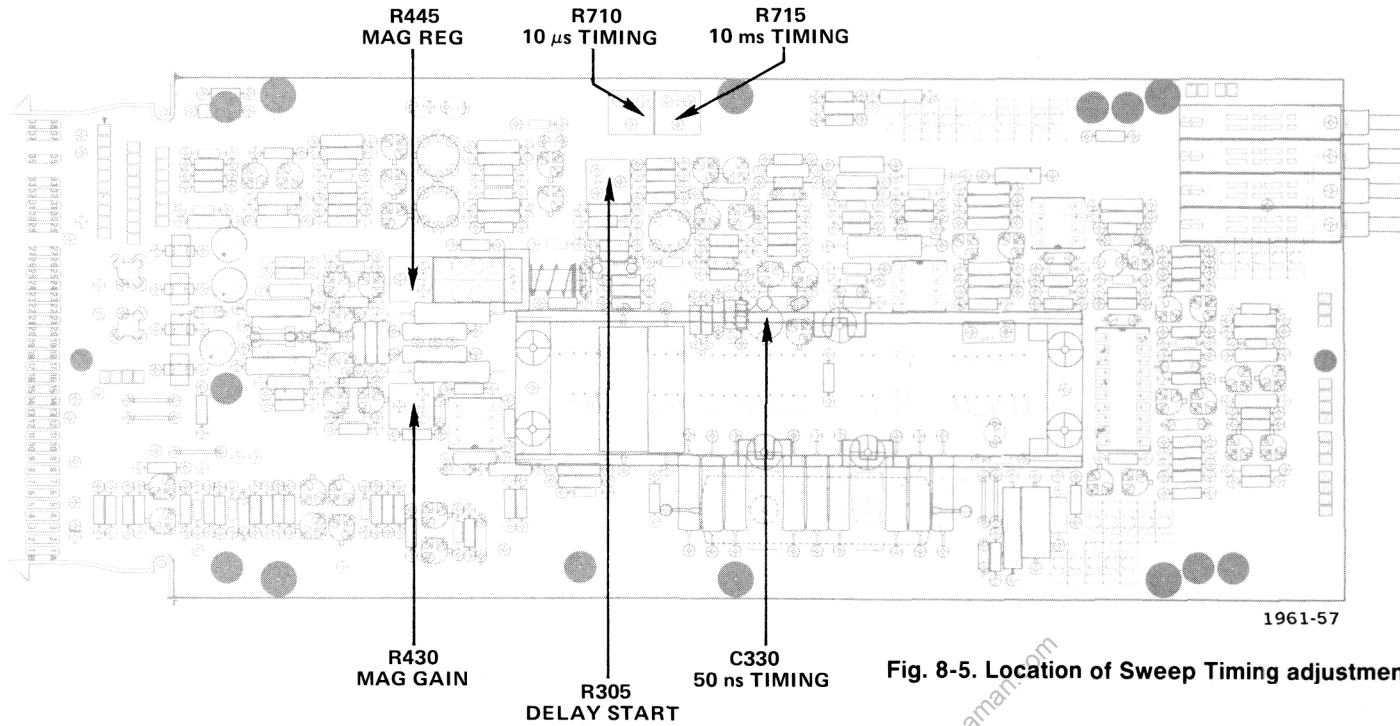 R445
MAG REG
R710
10 μs TIMING
R715
10 ms TIMING
1961-57
R430
MAG GAIN
R305
DELAY START
C330
50 ns TIMING
Fig. 8-5. Location of Sweep Timing adjustmen